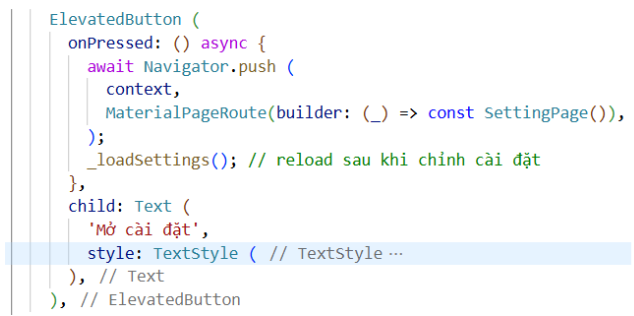 ElevatedButton (
onPressed: () async {
await Navigator.push (
context,
MaterialPageRoute(builder: (_) => const SettingPage()),
);
_loadSettings(); // reload sau khi chỉnh cài đặt
},
child: Text (
'Mở cài đặt',
style: TextStyle ( // TextStyle ⋯
), // Text
), // ElevatedButton